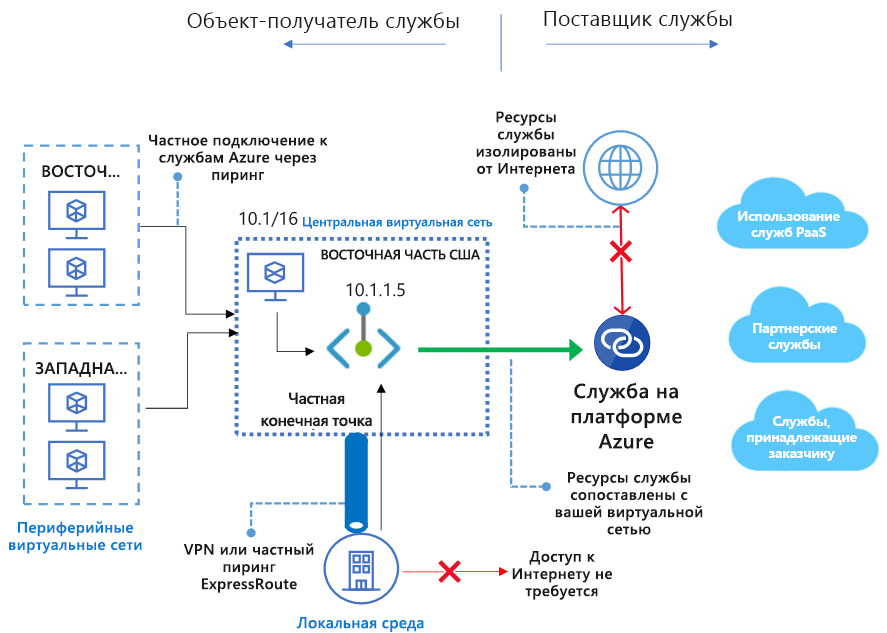 Объект-получатель службы
Поставщик службы
Частное подключение к
службам Azure через
пиринг
Ресурсы
службы
изолированы
от Интернета
ВОСТОЧ...
10.1/16
Центральная виртуальная сеть
ВОСТОЧНАЯ ЧАСТЬ США
10.1.1.5
Использование
служб PaaS
Партнерские
службы
ЗАПАДНА...
Частная
конечная точка
Служба на
платформе
Azure
Службы,
принадлежащие
заказчику
Ресурсы службы
сопоставлены с
вашей виртуальной
сетью
Периферийные
виртуальные сети
VPN или частный
пиринг
ExpressRoute
Доступ к
Интернету не
требуется
Локальная среда